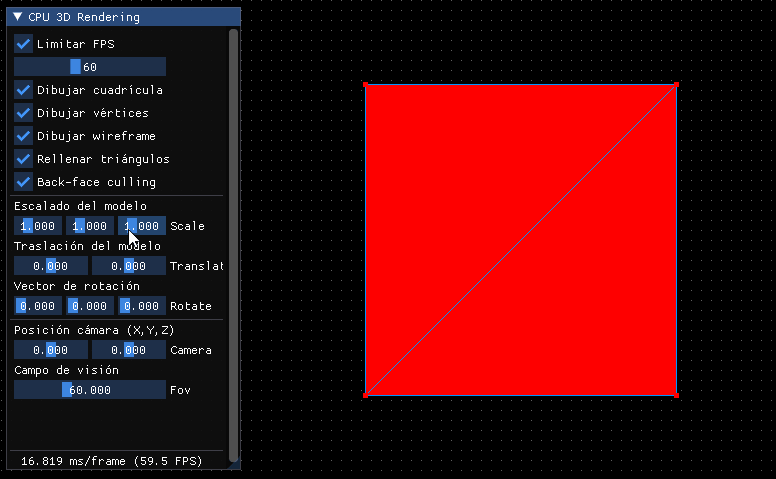 CPU 3D Rendering
Limitar FPS
60
Dibujar cuadrícula
Dibujar vértices
Dibujar wireframe
Rellenar triángulos
Back-face culling
Escalado del modelo
1.000 1.000 1.000 Scale
Traslación del modelo
0.000 0.000 Translat
Vector de rotación
0.000 0.000 0.000 Rotate
Posición cámara (X,Y,Z)
0.000 0.000 Camera
Campo de visión
60.000 Fov
16.819 ms/frame (59.5 FPS)